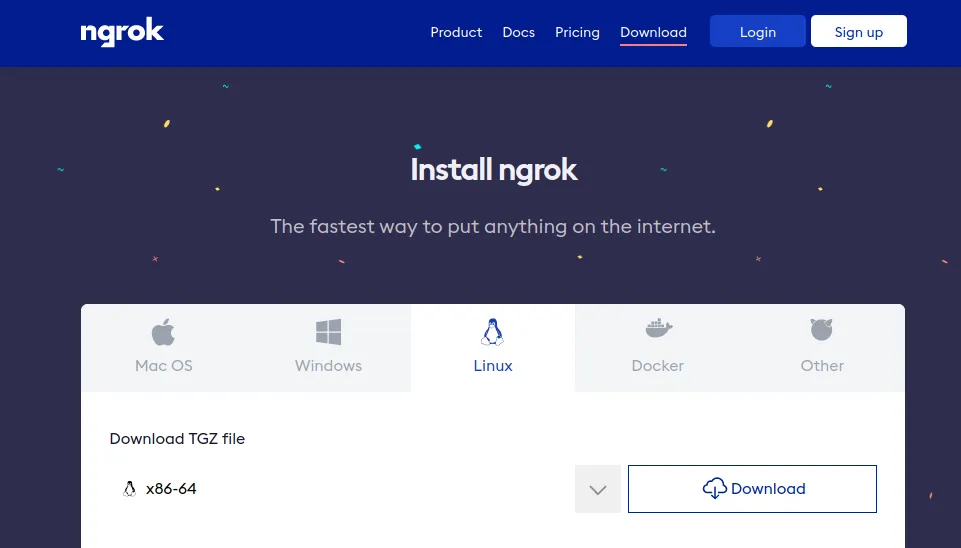 ngrok
Product Docs Pricing Download Login Sign up
Install ngrok
The fastest way to put anything on the internet.
Mac OS Windows Linux Docker Other
Download TGZ file
x86-64 Download